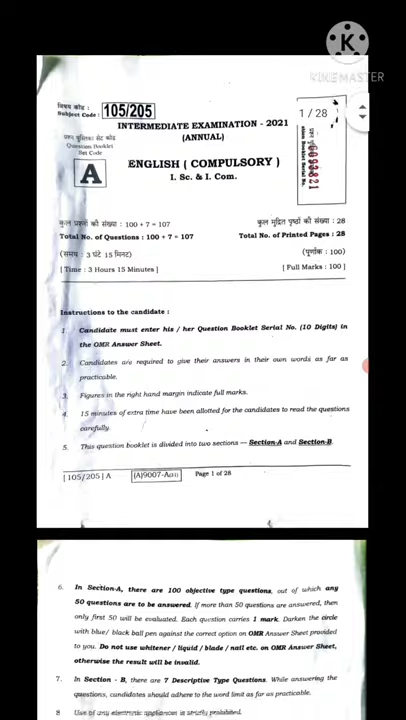 KINEMASTER
विषय कोड :
Subject Code :
105/205
INTERMEDIATE EXAMINATION - 2021
(ANNUAL)
1 / 28
प्रश्न पुस्तिका सेट कोड
Question Booklet
Set Code
A
ENGLISH ( COMPULSORY )
I. Sc. & I. Com.
कुल प्रश्नों की संख्या : 100 + 7 = 107
Total No. of Questions : 100 + 7 = 107
(समय : 3 घंटे 15 मिनट)
[ Time : 3 Hours 15 Minutes ]
कुल मुद्रित पृष्ठों की संख्या : 28
Total No. of Printed Pages : 28
(पूर्णांक : 100)
[ Full Marks : 100 ]
Instructions to the candidate :
1. Candidate must enter his / her Question Booklet Serial No. (10 Digits) in
the OMR Answer Sheet.
2. Candidates are required to give their answers in their own words as far as
practicable.
3. Figures in the right hand margin indicate full marks.
4. 15 minutes of extra time have been allotted for the candidates to read the questions
carefully.
5. This question booklet is divided into two sections — Section-A and Section-B.
[ 105/205 ] A
Page 1 of 28
6. In Section-A, there are 100 objective type questions, out of which any
50 questions are to be answered. If more than 50 questions are answered, then
only first 50 will be evaluated. Each question carries 1 mark. Darken the circle
with blue/ black ball pen against the correct option on OMR Answer Sheet provided
to you. Do not use whitener / liquid / blade / nail etc. on OMR Answer Sheet,
otherwise the result will be invalid.
7. In Section - B, there are 7 Descriptive Type Questions. While answering the
questions, candidates should adhere to the word limit as far as practicable.
8 Use of any electronic appliances is strictly prohibited.